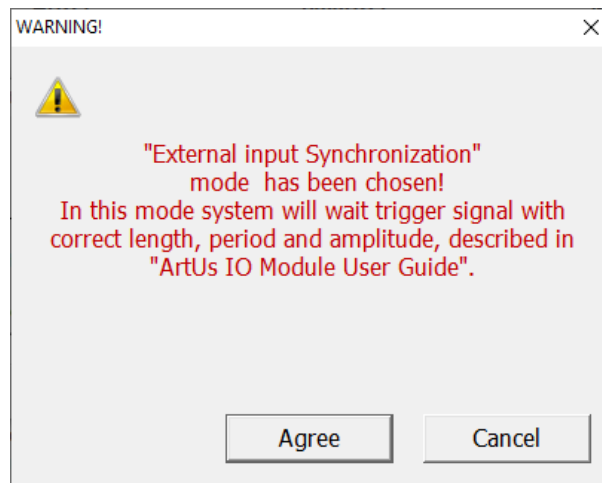 WARNING!
"External input Synchronization"
mode has been chosen!
In this mode system will wait trigger signal with
correct length, period and amplitude, described in
"ArtUs IO Module User Guide".
Agree
Cancel